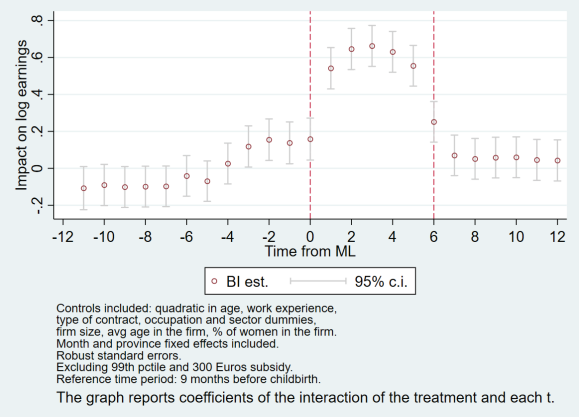 Impact on log earnings
.8
.6
.4
.2
0
-.2
-12 -10 -8 -6 -4 -2 0 2 4 6 8 10 12
Time from ML
BI est. 95% c.i.
Controls included: quadratic in age, work experience,
type of contract, occupation and sector dummies,
firm size, avg age in the firm, % of women in the firm.
Month and province fixed effects included.
Robust standard errors.
Excluding 99th pctile and 300 Euros subsidy.
Reference time period: 9 months before childbirth.
The graph reports coefficients of the interaction of the treatment and each t.